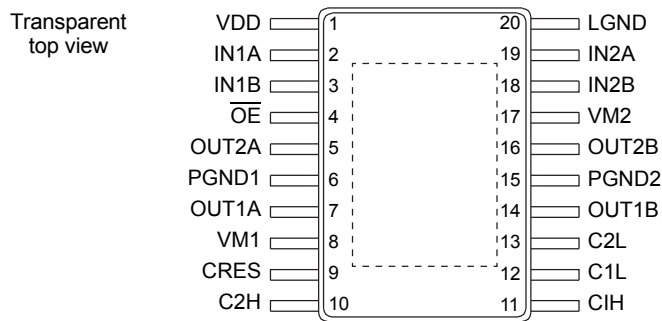 Transparent
top view
VDD 1 20 LGND
IN1A 2 19 IN2A
IN1B 3 18 IN2B
O̅E̅ 4 17 VM2
OUT2A 5 16 OUT2B
PGND1 6 15 PGND2
OUT1A 7 14 OUT1B
VM1 8 13 C2L
CRES 9 12 C1L
C2H 10 11 CIH